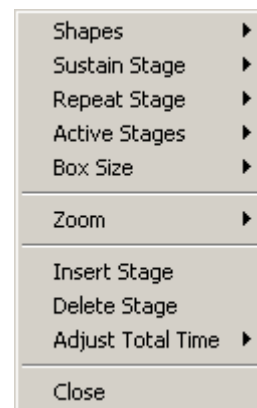 Shapes
Sustain Stage
Repeat Stage
Active Stages
Box Size
Zoom
Insert Stage
Delete Stage
Adjust Total Time
Close